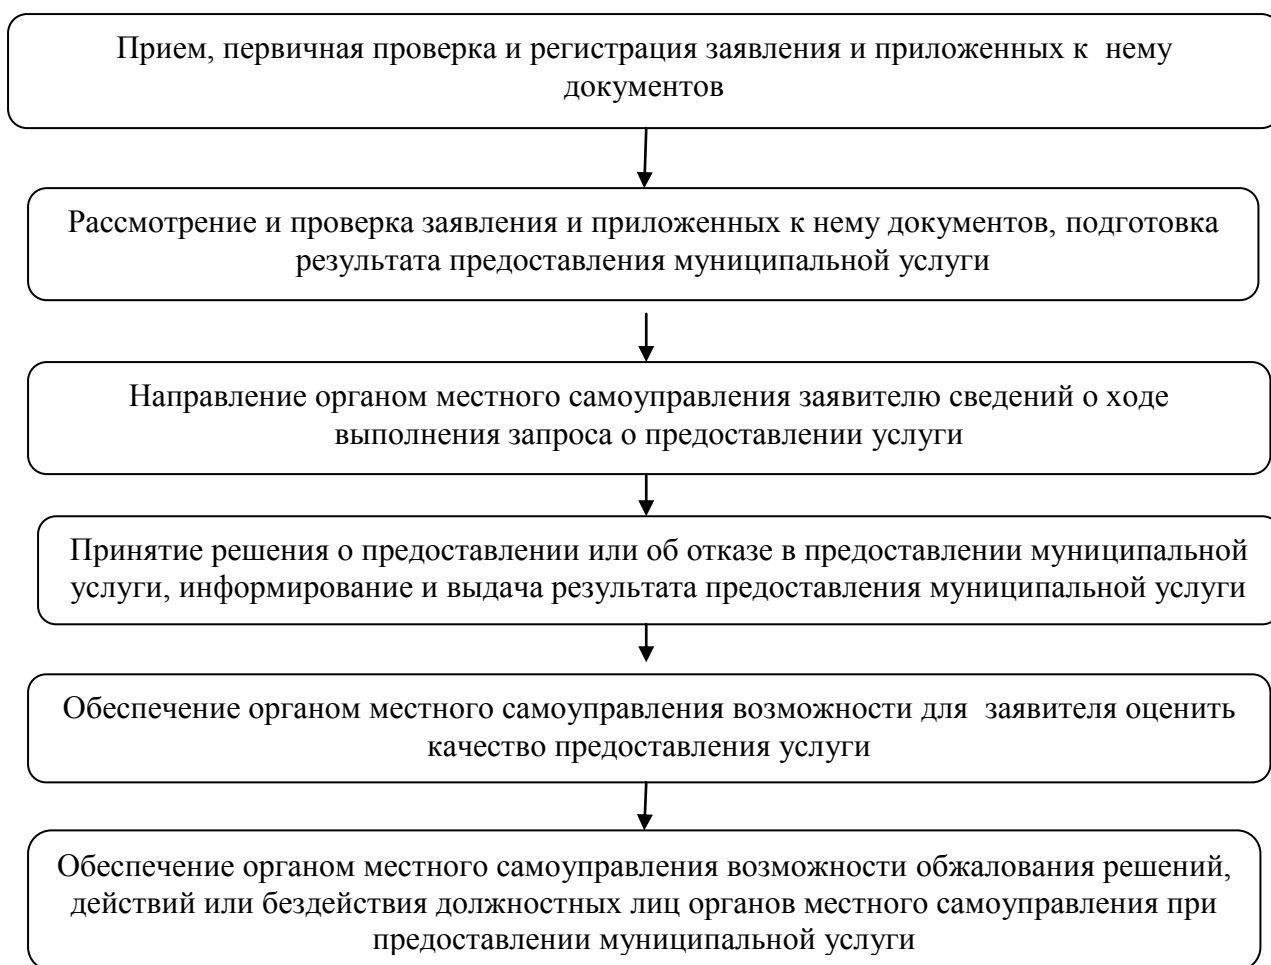 Прием, первичная проверка и регистрация заявления и приложенных к нему
документов
Рассмотрение и проверка заявления и приложенных к нему документов, подготовка
результата предоставления муниципальной услуги
Направление органом местного самоуправления заявителю сведений о ходе
выполнения запроса о предоставлении услуги
Принятие решения о предоставлении или об отказе в предоставлении муниципальной
услуги, информирование и выдача результата предоставления муниципальной услуги
Обеспечение органом местного самоуправления возможности для заявителя оценить
качество предоставления услуги
Обеспечение органом местного самоуправления возможности обжалования решений,
действий или бездействия должностных лиц органов местного самоуправления при
предоставлении муниципальной услуги